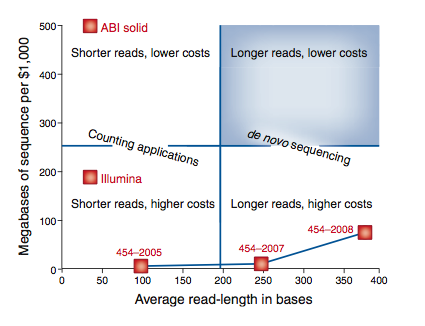 500
ABI solid
Shorter reads, lower costs
Longer reads, lower costs
400
300
Counting applications
de novo sequencing
200
Illumina
Shorter reads, higher costs
Longer reads, higher costs
100
454–2005
454–2007
454–2008
0
0
50
100
150
200
200
250
300
350
400
Average read-length in bases
Megabases of sequence per $1,000